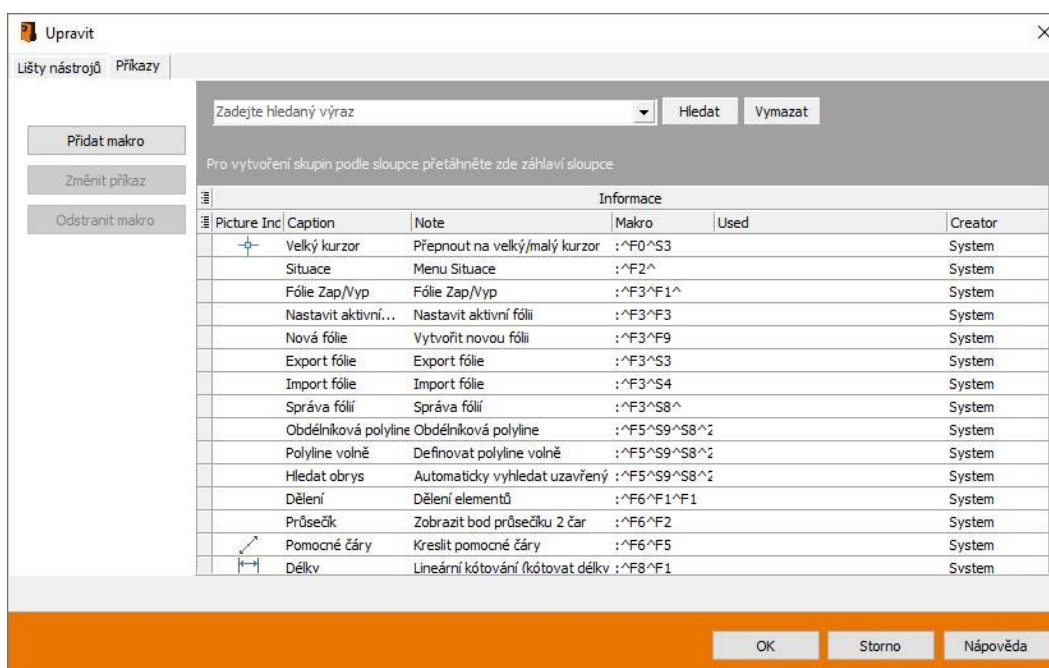 Upravit
Lišty nástrojů Příkazy
Zadejte hledaný výraz Hledat Vymazat
Přidat makro
Pro vytvoření skupin podle sloupce přetáhněte zde záhlaví sloupce
Změnit příkaz
Informace
Odstranit makro
Picture Inc Caption Note Makro Used Creator
Velký kurzor Přepnout na velký/malý kurzor :^F0^S3 System
Situace Menu Situace :^F2^ System
Fólie Zap/Vyp Fólie Zap/Vyp :^F3^F1^ System
Nastavit aktivní... Nastavit aktivní fólii :^F3^F3 System
Nová fólie Vytvořit novou fólii :^F3^F9 System
Export fólie Export fólie :^F3^S3 System
Import fólie Import fólie :^F3^S4 System
Správa fólií Správa fólií :^F3^S8^ System
Obdélníková polyline Obdélníková polyline :^F5^S9^S8^2 System
Polyline volně Definovat polyline volně :^F5^S9^S8^2 System
Hledat obrys Automaticky vyhledat uzavřený :^F5^S9^S8^2 System
Dělení Dělení elementů :^F6^F1^F1 System
Průsečík Zobrazit bod průsečíku 2 čar :^F6^F2 System
Pomocné čáry Kreslit pomocné čáry :^F6^F5 System
Délky Lineární kótování (kótovat délky :^F8^F1 System
OK Storno Nápověda